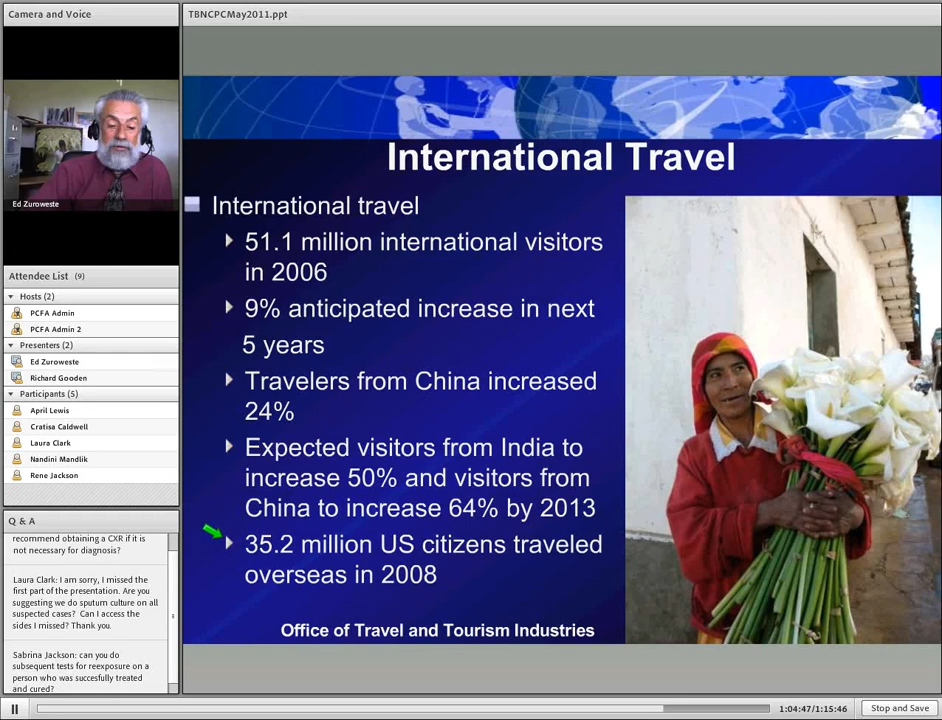 Camera and Voice
TBNCPCMay2011.ppt
Ed Zuroweste
Attendee List (9)
Hosts (2)
PCFA Admin
PCFA Admin 2
Presenters (2)
Ed Zuroweste
Richard Gooden
Participants (5)
April Lewis
Cratisa Caldwell
Laura Clark
Nandini Mandlik
Rene Jackson
Q & A
recommend obtaining a CXR if it is
not necessary for diagnosis?
Laura Clark: I am sorry, I missed the
first part of the presentation. Are you
suggesting we do sputum culture on all
suspected cases? Can I access the
sides I missed? Thank you.
Sabrina Jackson: can you do
subsequent tests for reexposure on a
person who was succesfully treated
and cured?
International Travel
International travel
51.1 million international visitors
in 2006
9% anticipated increase in next
5 years
Travelers from China increased
24%
Expected visitors from India to
increase 50% and visitors from
China to increase 64% by 2013
35.2 million US citizens traveled
overseas in 2008
Office of Travel and Tourism Industries
1:04:47/1:15:46
Stop and Save